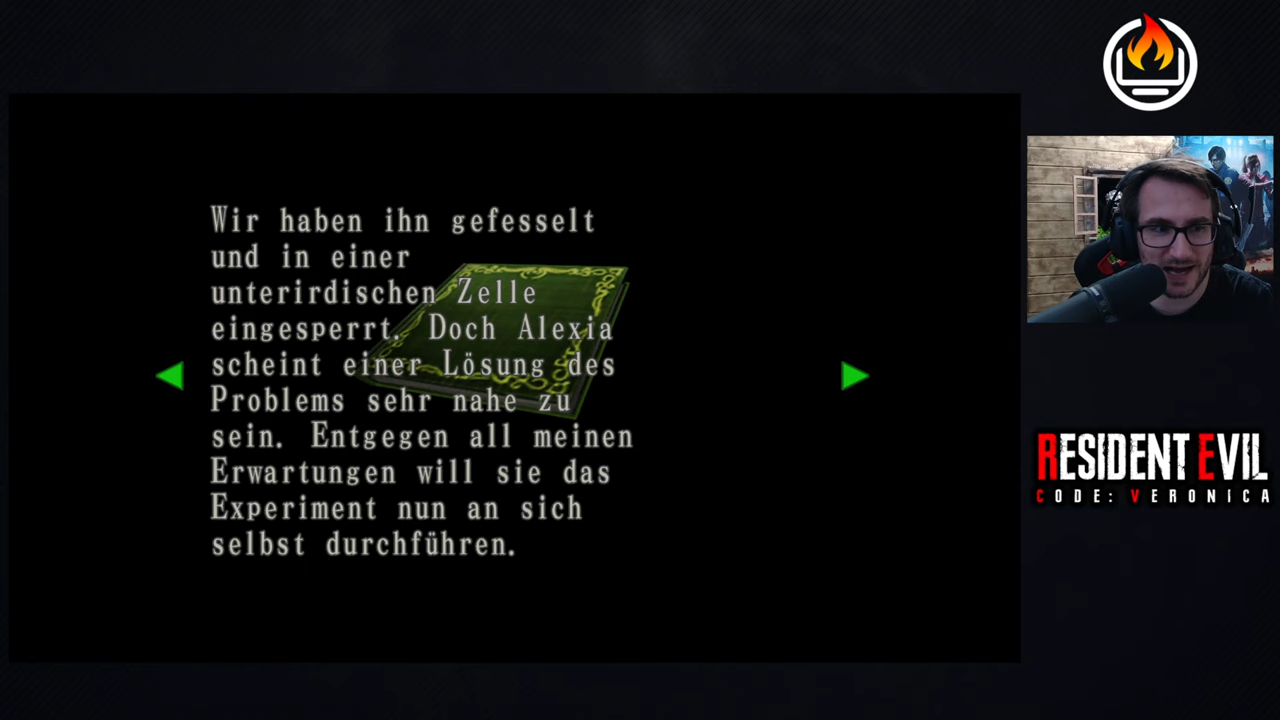 Wir haben ihn gefesselt
und in einer
unterirdischen Zelle
eingesperrt. Doch Alexia
scheint einer Lösung des
Problems sehr nahe zu
sein. Entgegen all meinen
Erwartungen will sie das
Experiment nun an sich
selbst durchführen.
RESIDENT EVIL
CODE: VERONICA